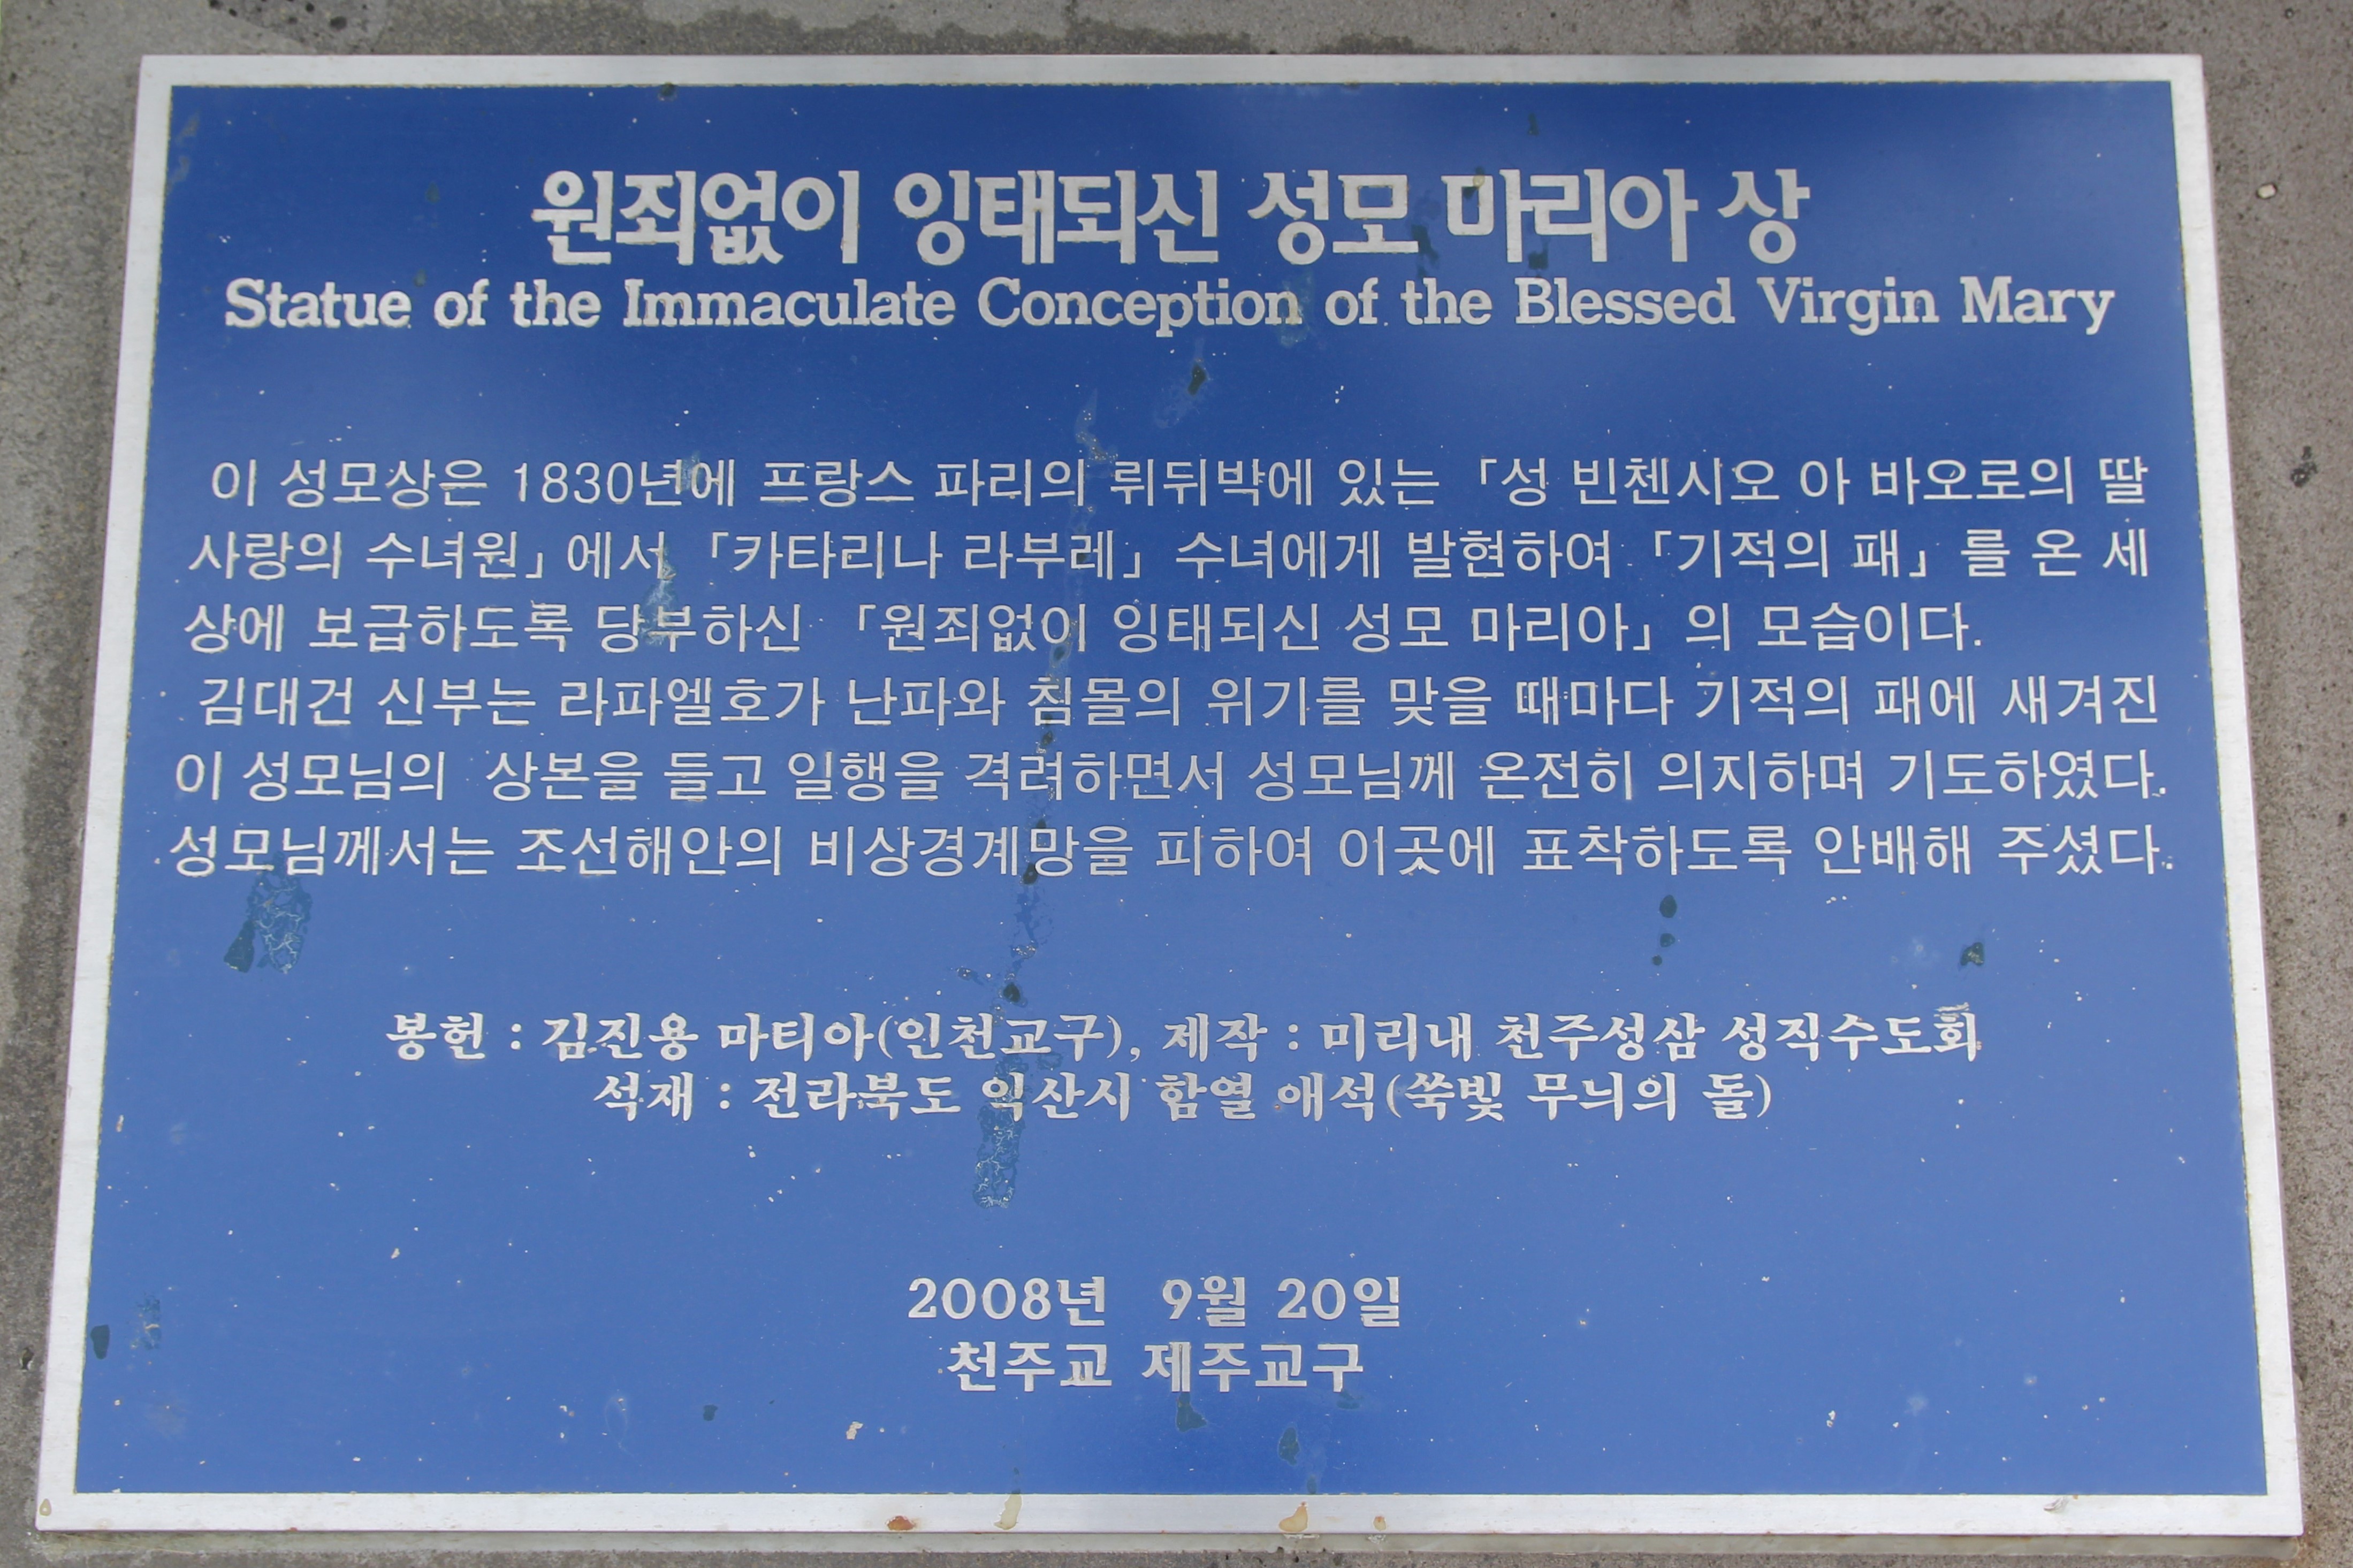 원죄없이 잉태되신 성모 마리아 상
Statue of the Immaculate Conception of the Blessed Virgin Mary
이 성모상은 1830년에 프랑스 파리의 뤼뒤박에 있는 「성 빈첸시오 아 바오로의 딸
사랑의 수녀원」에서 「카타리나 라부레」 수녀에게 발현하여 「기적의 패」를 온 세
상에 보급하도록 당부하신 「원죄없이 잉태되신 성모 마리아」의 모습이다.
김대건 신부는 라파엘호가 난파와 침몰의 위기를 맞을 때마다 기적의 패에 새겨진
이 성모님의 상본을 들고 일행을 격려하면서 성모님께 온전히 의지하며 기도하였다.
성모님께서는 조선해안의 비상경계망을 피하여 이곳에 표착하도록 안배해 주셨다.
봉헌 : 김진용 마티아(인천교구), 제작 : 미리내 천주성삼 성직수도회
석재 : 전라북도 익산시 함열 애석(쑥빛 무늬의 돌)
2008년 9월 20일
천주교 제주교구